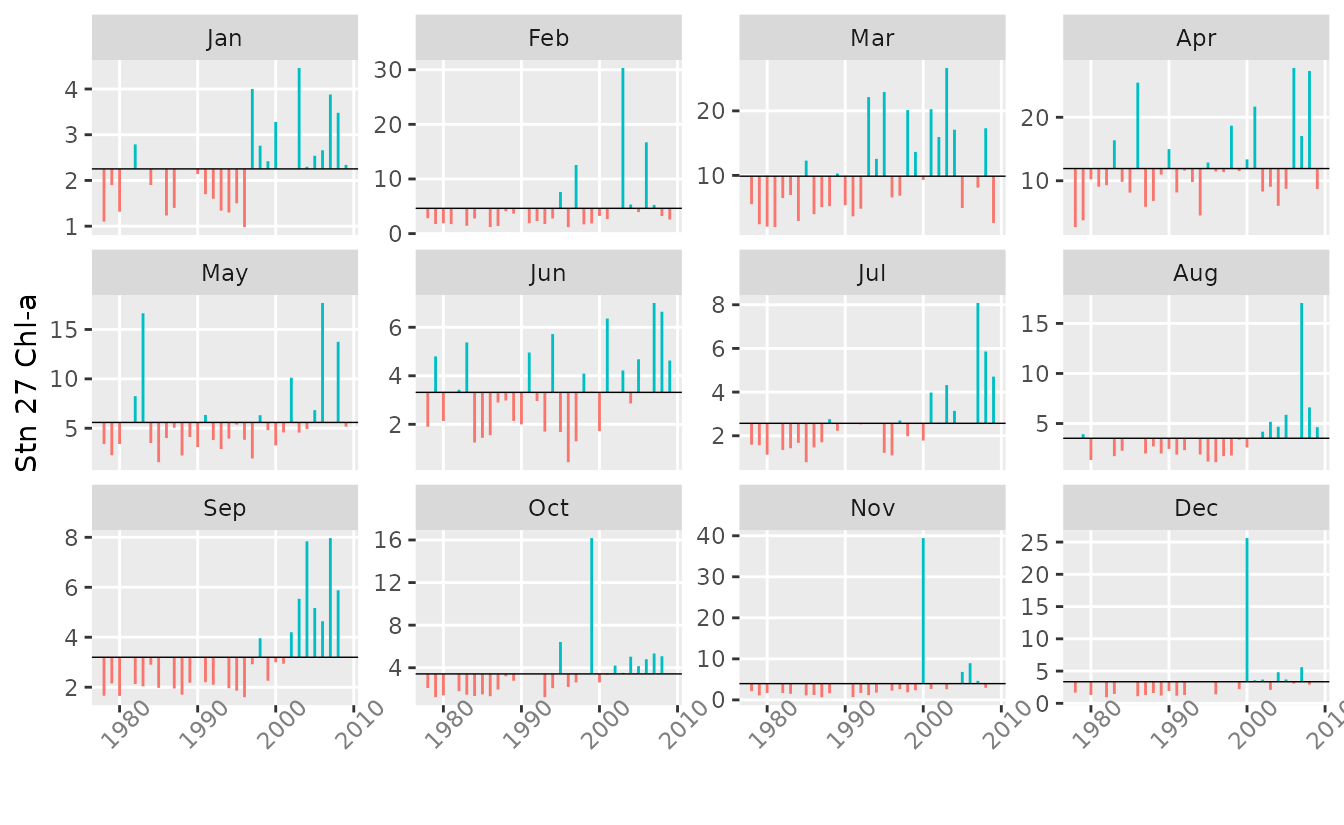 Jan Feb Mar Apr
4 3 2 1
30 20 10 0
20 10
20 10
Stn 27 Chl-a
May Jun Jul Aug
15 10 5
6 4 2
8 6 4 2
15 10 5
Sep Oct Nov Dec
8 6 4 2
16 12 8 4
40 30 20 10 0
25 20 15 10 5 0
1980 1990 2000 2010 1980 1990 2000 2010 1980 1990 2000 2010 1980 1990 2000 2010